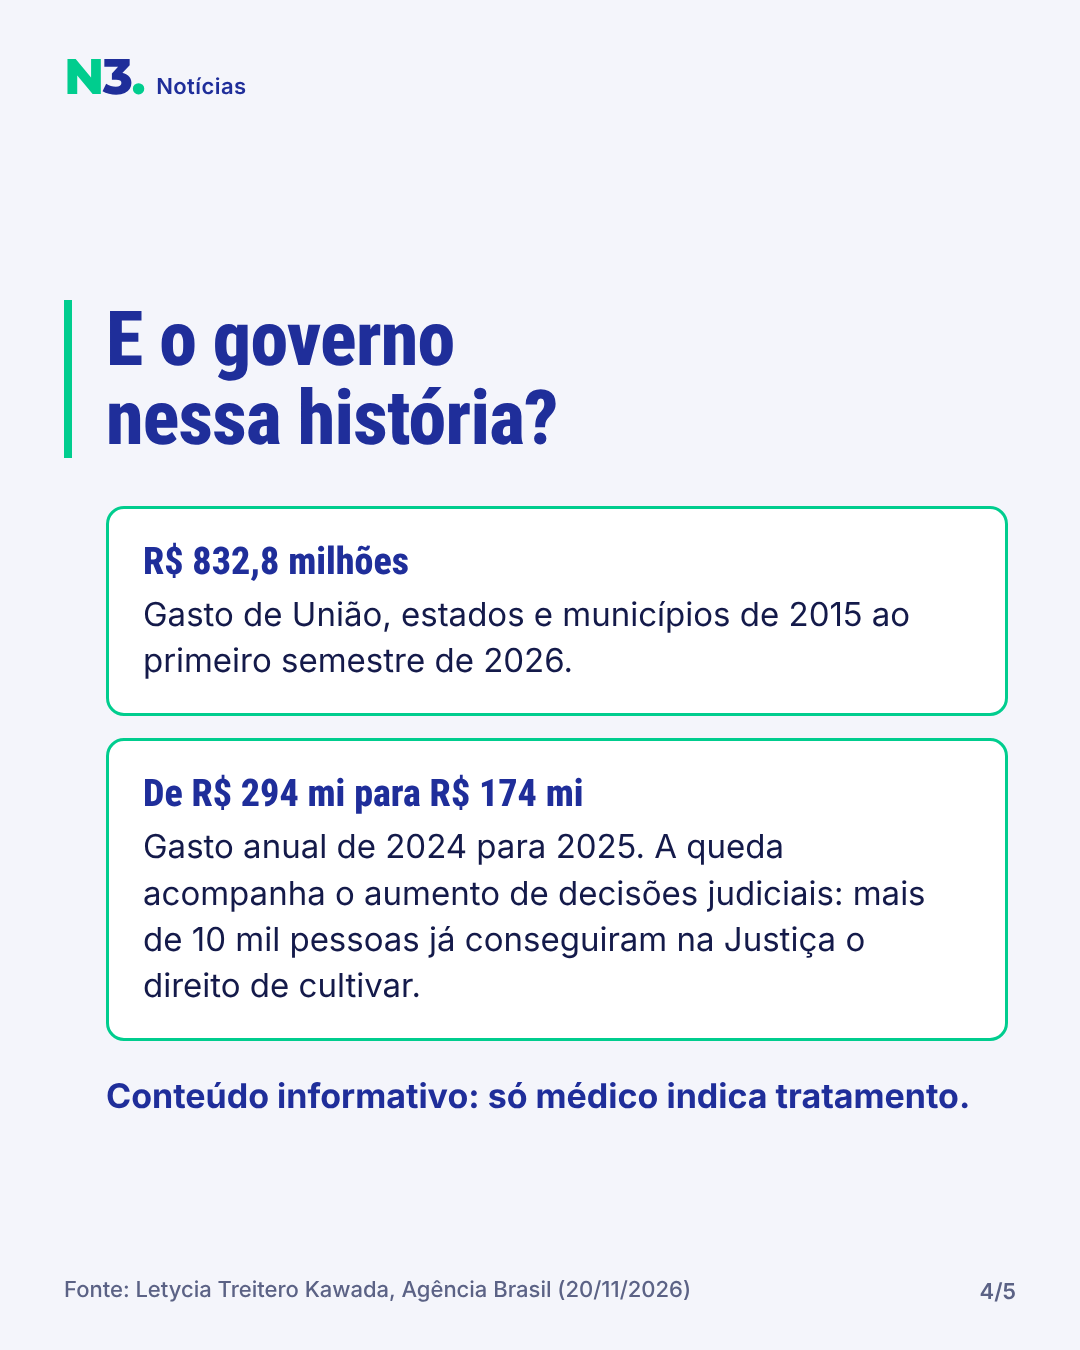 N3. Notícias
E o governo
nessa história?
R$ 832,8 milhões
Gasto de União, estados e municípios de 2015 ao
primeiro semestre de 2026.
De R$ 294 mi para R$ 174 mi
Gasto anual de 2024 para 2025. A queda
acompanha o aumento de decisões judiciais: mais
de 10 mil pessoas já conseguiram na Justiça o
direito de cultivar.
Conteúdo informativo: só médico indica tratamento.
Fonte: Letycia Treitero Kawada, Agência Brasil (20/11/2026)
4/5